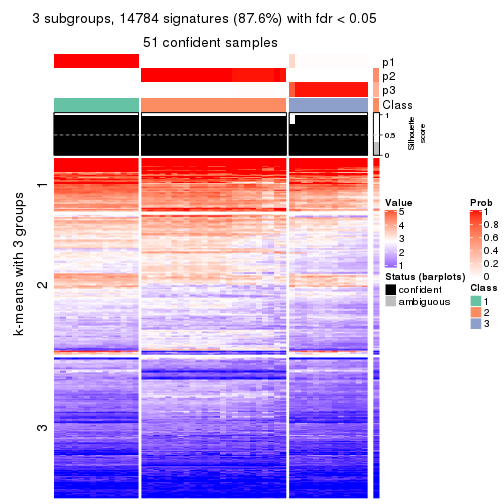 3 subgroups, 14784 signatures (87.6%) with fdr < 0.05
51 confident samples
p1
p2
p3
Class
1
0.5
0
Silhouette
score
k-means with 3 groups
1
2
3
Value
5
4
3
2
1
Status (barplots)
confident
ambiguous
Prob
1
0.8
0.6
0.4
0.2
0
Class
1
2
3